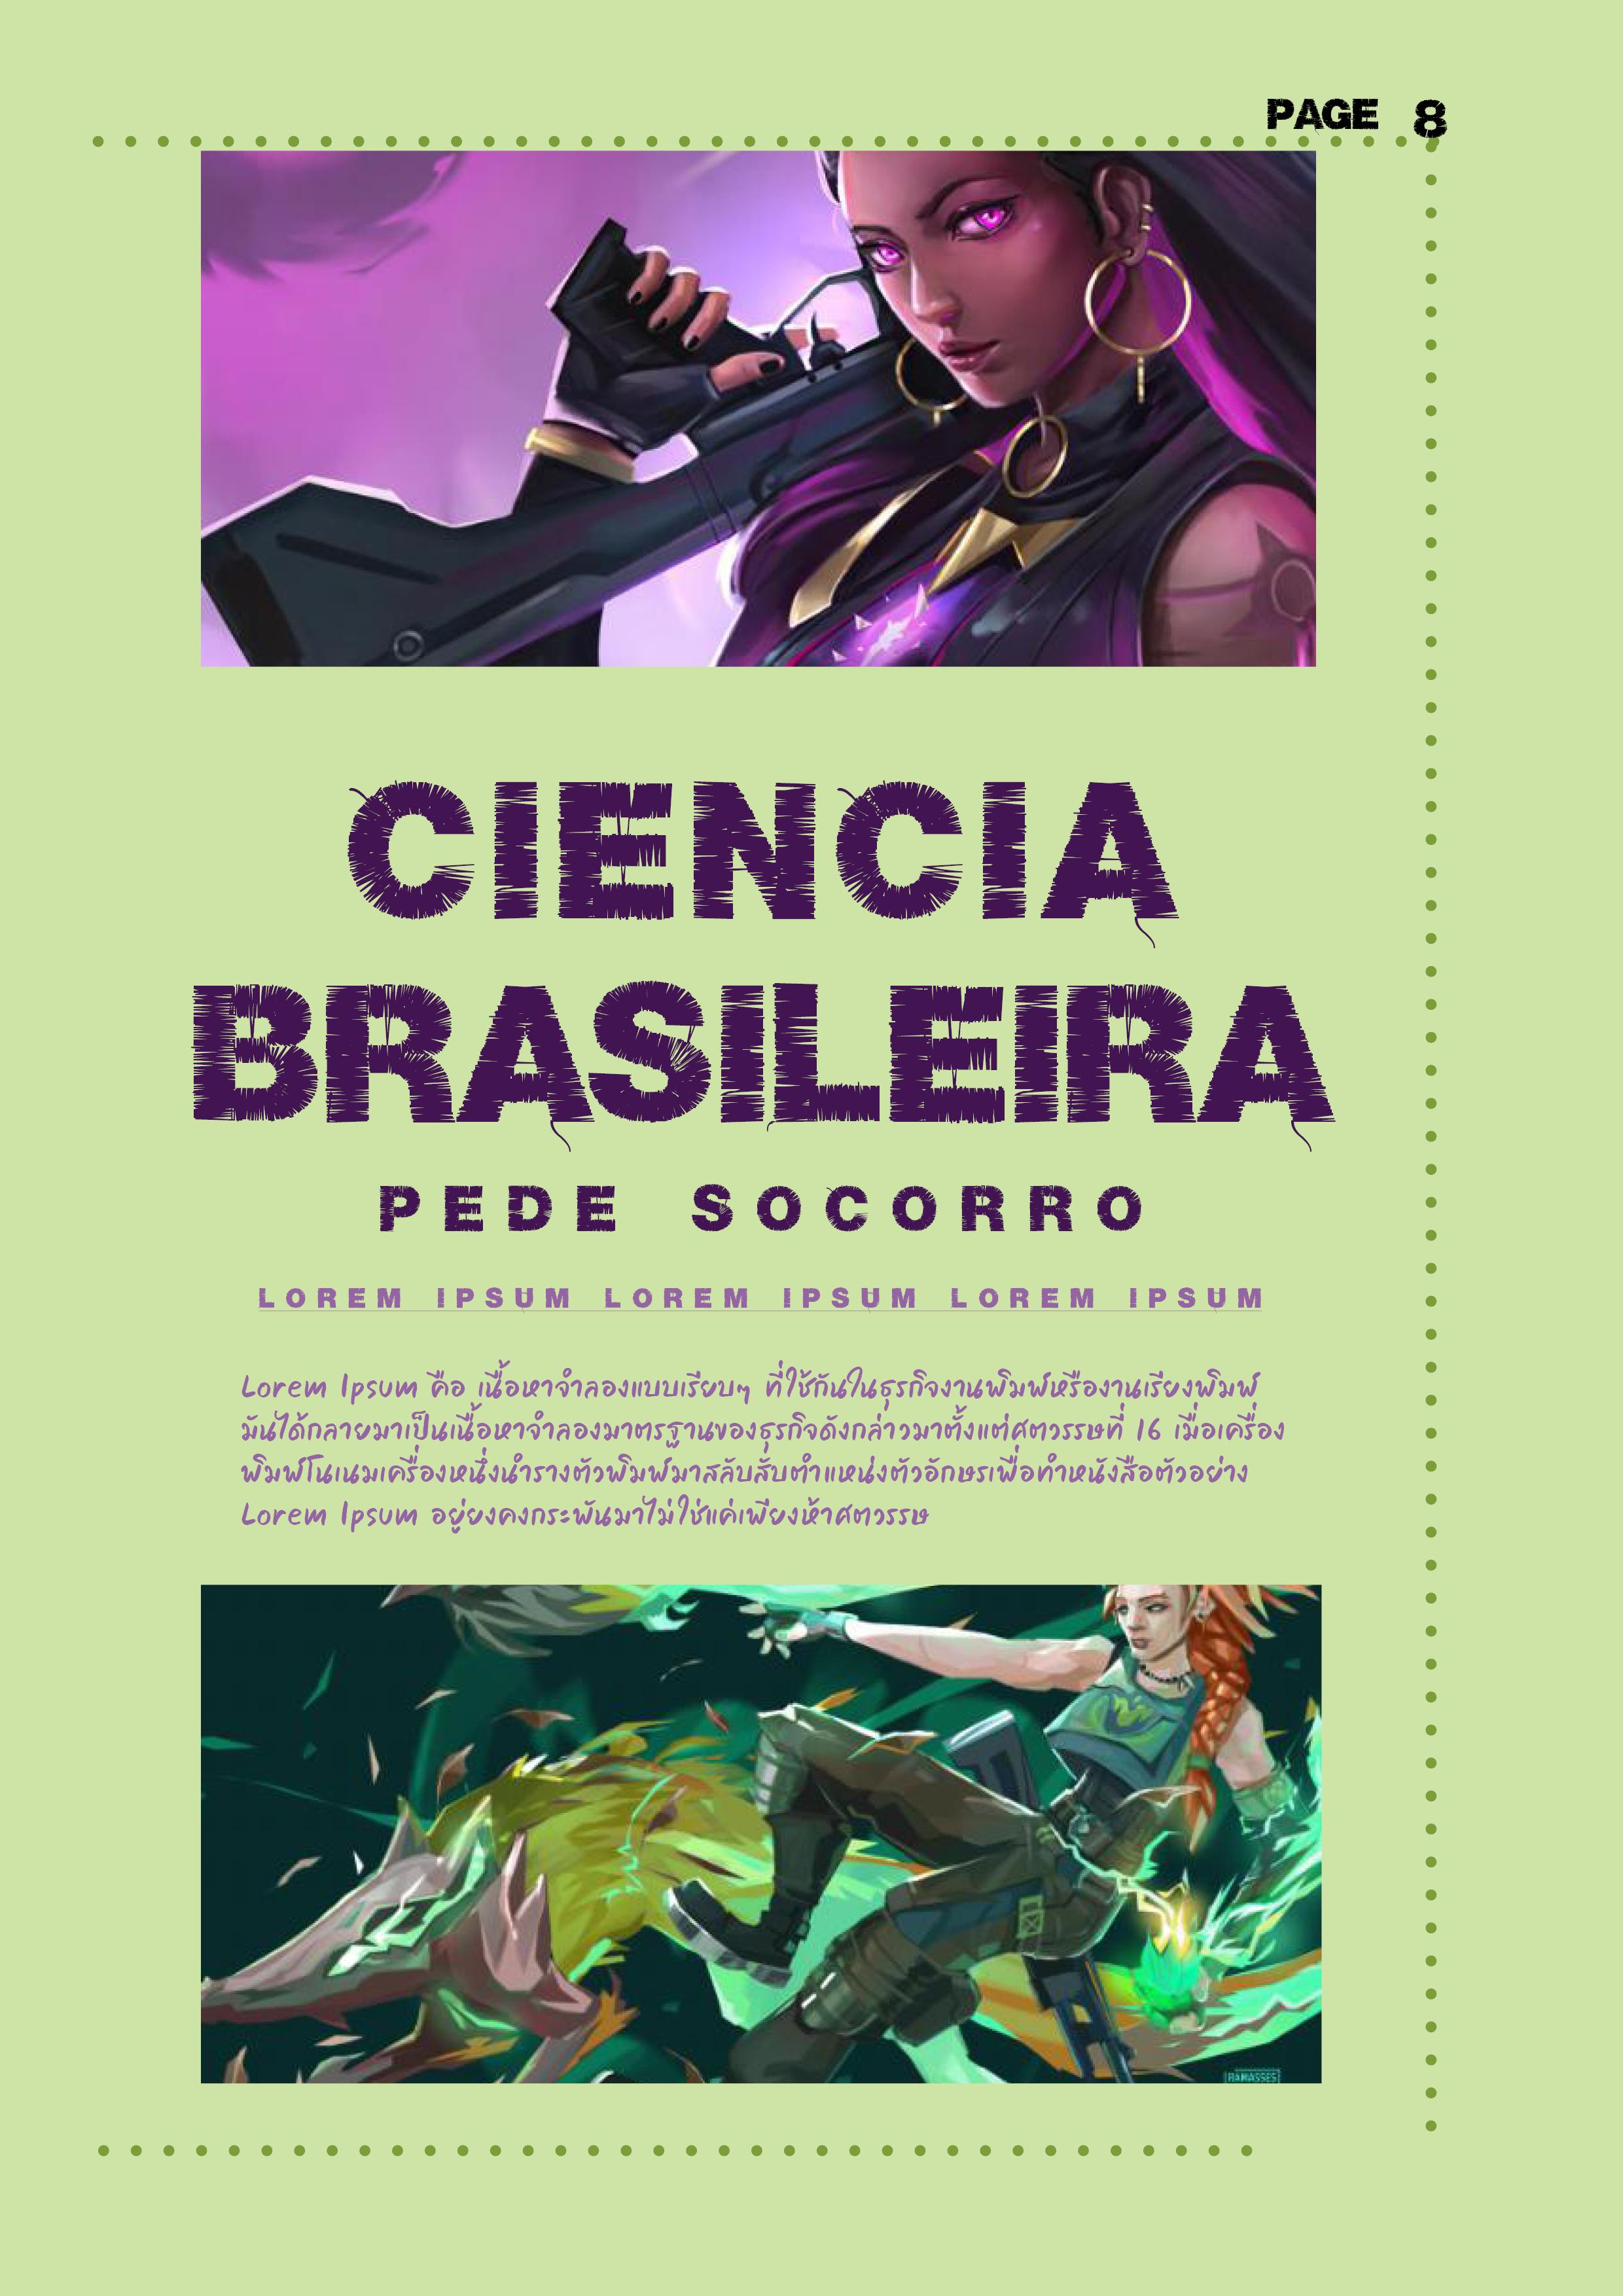 PAGE 8
CIENCIA
BRASILEIRA
PEDE SOCORRO
LOREM IPSUM LOREM IPSUM LOREM IPSUM
Lorem Ipsum คือ เนื้อหาจำลองแบบเรียบๆ ที่ใช้กันในธุรกิจงานพิมพ์หรืองานเรียงพิมพ์
มันได้กลายมาเป็นเนื้อหาจำลองมาตรฐานของธุรกิจดังกล่าวมาตั้งแต่ศตวรรษที่ 16 เมื่อเครื่อง
พิมพ์โนเนมเครื่องหนึ่งนำรางตัวพิมพ์มาสลับสับตำแหน่งตัวอักษรเพื่อทำหนังสือตัวอย่าง
Lorem Ipsum อยู่ยงคงกระพันมาไม่ใช่แค่เพียงห้าศตวรรษ
RAMASSES